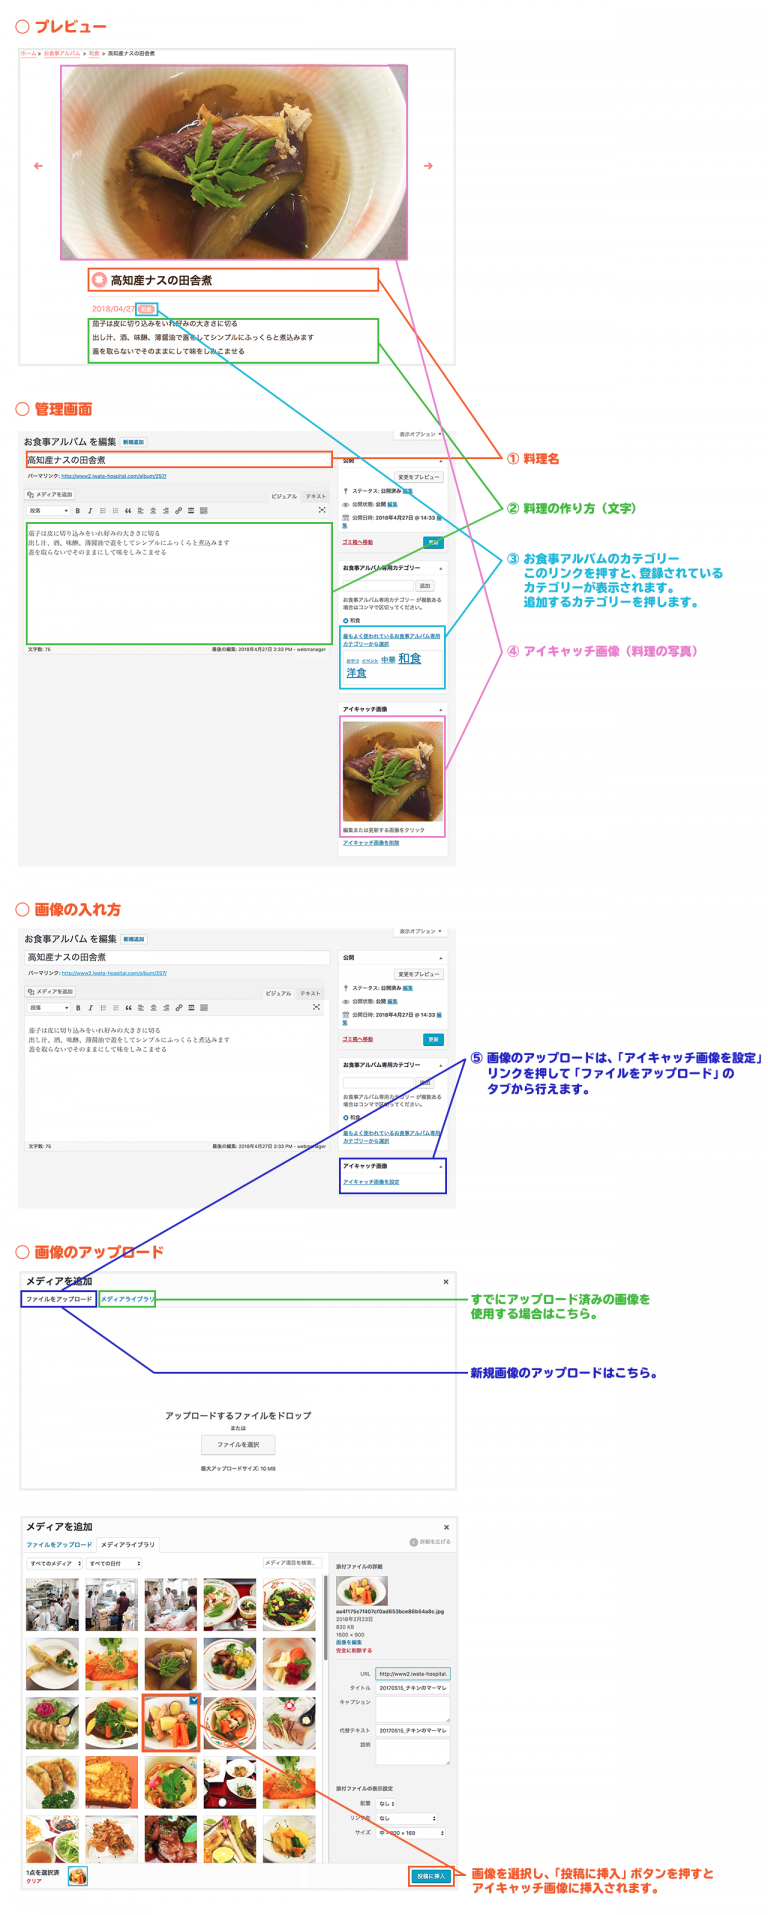 ○ プレビュー
ホーム > お食事アルバム > 和食 > 高知産ナスの田舎煮
高知産ナスの田舎煮
2018/04/27 和食
茄子は皮に切り込みをいれ好みの大きさに切る
出し汁、酒、味醂、薄醤油で蓋をしてシンプルにふっくらと煮込みます
蓋を取らないでそのままにして味をしみこませる
○ 管理画面
表示オプション
お食事アルバム を編集 新規追加
高知産ナスの田舎煮
パーマリンク: http://www2.iwata-hospital.com/album/257/
メディアを追加
ビジュアル テキスト
段落
茄子は皮に切り込みをいれ好みの大きさに切る
出し汁、酒、味醂、薄醤油で蓋をしてシンプルにふっくらと煮込みます
蓋を取らないでそのままにして味をしみこませる
文字数: 75 最後の編集: 2018年4月27日 2:33 PM - webmanager
公開
変更をプレビュー
ステータス: 公開済み 編集
公開状態: 公開 編集
公開日時: 2018年4月27日 @ 14:33 編
集
ゴミ箱へ移動 更新
お食事アルバム専用カテゴリー
追加
お食事アルバム専用カテゴリー が複数ある
場合はコンマで区切ってください。
和食
最もよく使われているお食事アルバム専用
カテゴリーから選択
おやつ イベント 中華 和食
洋食
アイキャッチ画像
編集または更新する画像をクリック
アイキャッチ画像を削除
① 料理名
② 料理の作り方（文字）
③ お食事アルバムのカテゴリー
このリンクを押すと、登録されている
カテゴリーが表示されます。
追加するカテゴリーを押します。
④ アイキャッチ画像（料理の写真）
○ 画像の入れ方
表示オプション
お食事アルバム を編集 新規追加
高知産ナスの田舎煮
パーマリンク: http://www2.iwata-hospital.com/album/257/
メディアを追加
ビジュアル テキスト
段落
茄子は皮に切り込みをいれ好みの大きさに切る
出し汁、酒、味醂、薄醤油で蓋をしてシンプルにふっくらと煮込みます
蓋を取らないでそのままにして味をしみこませる
文字数: 75 最後の編集: 2018年4月27日 2:33 PM - webmanager
公開
変更をプレビュー
ステータス: 公開済み 編集
公開状態: 公開 編集
公開日時: 2018年4月27日 @ 14:33 編
集
ゴミ箱へ移動 更新
お食事アルバム専用カテゴリー
追加
お食事アルバム専用カテゴリー が複数ある
場合はコンマで区切ってください。
和食
最もよく使われているお食事アルバム専用
カテゴリーから選択
アイキャッチ画像
アイキャッチ画像を設定
⑤ 画像のアップロードは、「アイキャッチ画像を設定」
リンクを押して「ファイルをアップロード」の
タブから行えます。
○ 画像のアップロード
メディアを追加
ファイルをアップロード メディアライブラリ
アップロードするファイルをドロップ
または
ファイルを選択
最大アップロードサイズ: 10 MB
すでにアップロード済みの画像を
使用する場合はこちら。
新規画像のアップロードはこちら。
メディアを追加
ファイルをアップロード メディアライブラリ
詳細を広げる
すべてのメディア すべての日付 メディア項目を検索...
添付ファイルの詳細
aa4f175c7f407cf0ad653bce86b54a8c.jpg
2018年2月23日
820 KB
1600 × 900
画像を編集
完全に削除する
URL http://www2.iwata-hospital.
タイトル 20170515_チキンのマーマレ
キャプション
代替テキスト 20170515_チキンのマーマレ
説明
添付ファイルの表示設定
配置 なし
リンク先 なし
サイズ 中 – 300 × 169
1点を選択済
クリア
投稿に挿入
画像を選択し、「投稿に挿入」ボタンを押すと
アイキャッチ画像に挿入されます。